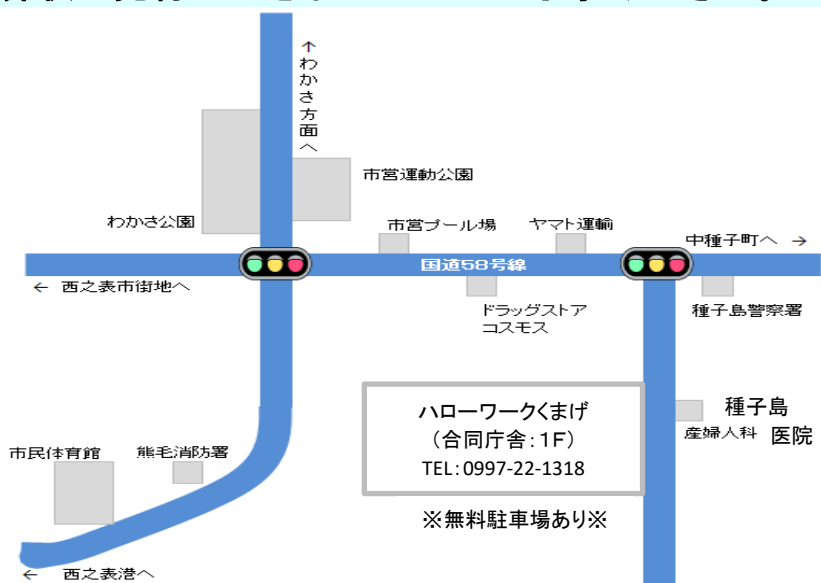 ↑わかさ方面へ
市営運動公園
わかさ公園
市営プール場
ヤマト運輸
中種子町へ →
国道58号線
← 西之表市街地へ
ドラッグストア
コスモス
種子島警察署
ハローワークくまげ
(合同庁舎:1F)
TEL:0997-22-1318
種子島
産婦人科 医院
市民体育館
熊毛消防署
※無料駐車場あり※
← 西之表港へ